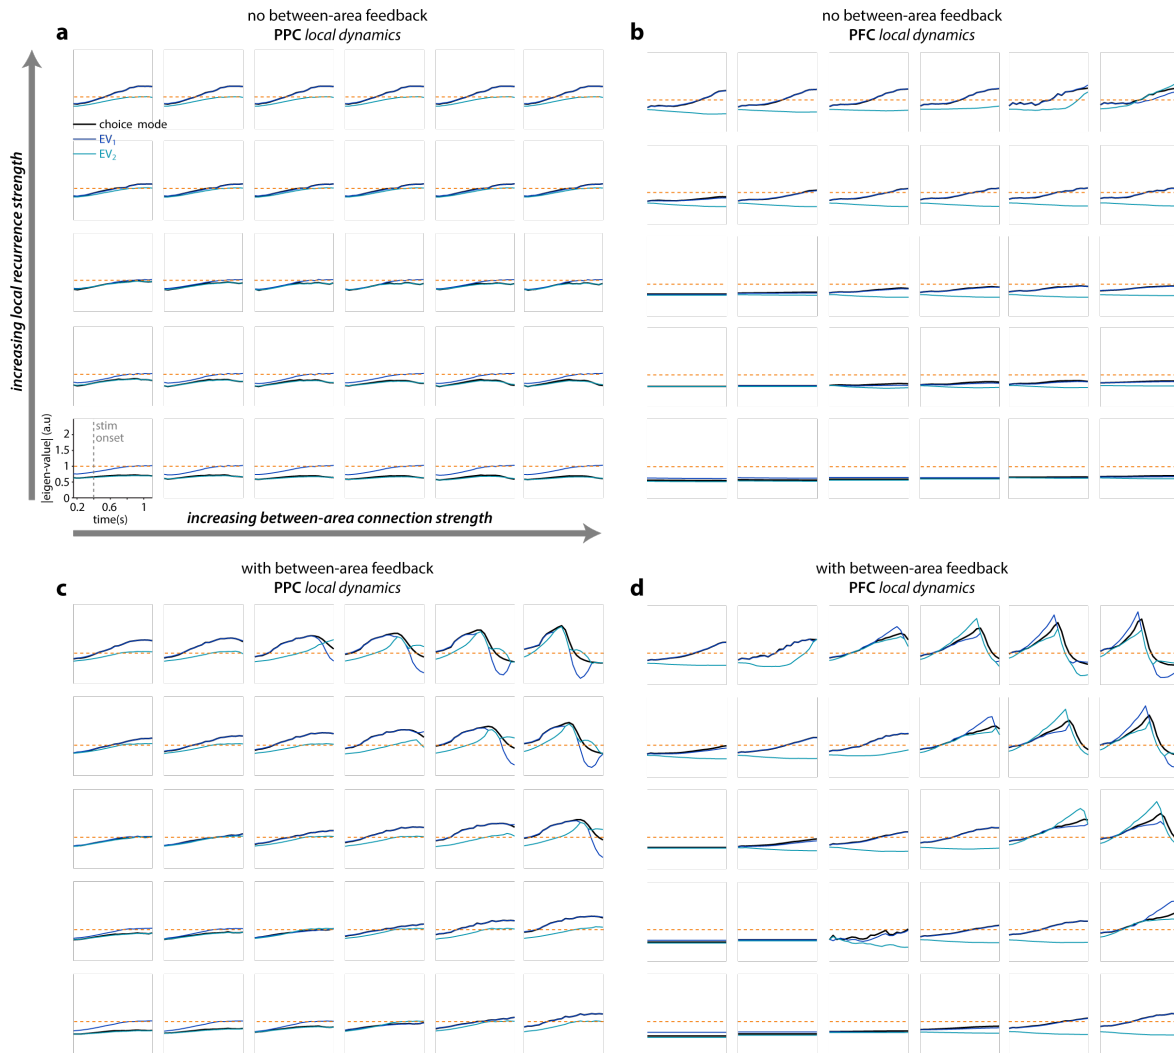 no between-area feedback
a
PPC local dynamics
no between-area feedback
b
PFC local dynamics
increasing local recurrence strength
choice mode
EV1
EV2
|eigen-value| (a.u)
2
1.5
1
0.5
0
stim
onset
0.2 0.6 1
time(s)
increasing between-area connection strength
with between-area feedback
c
PPC local dynamics
with between-area feedback
d
PFC local dynamics